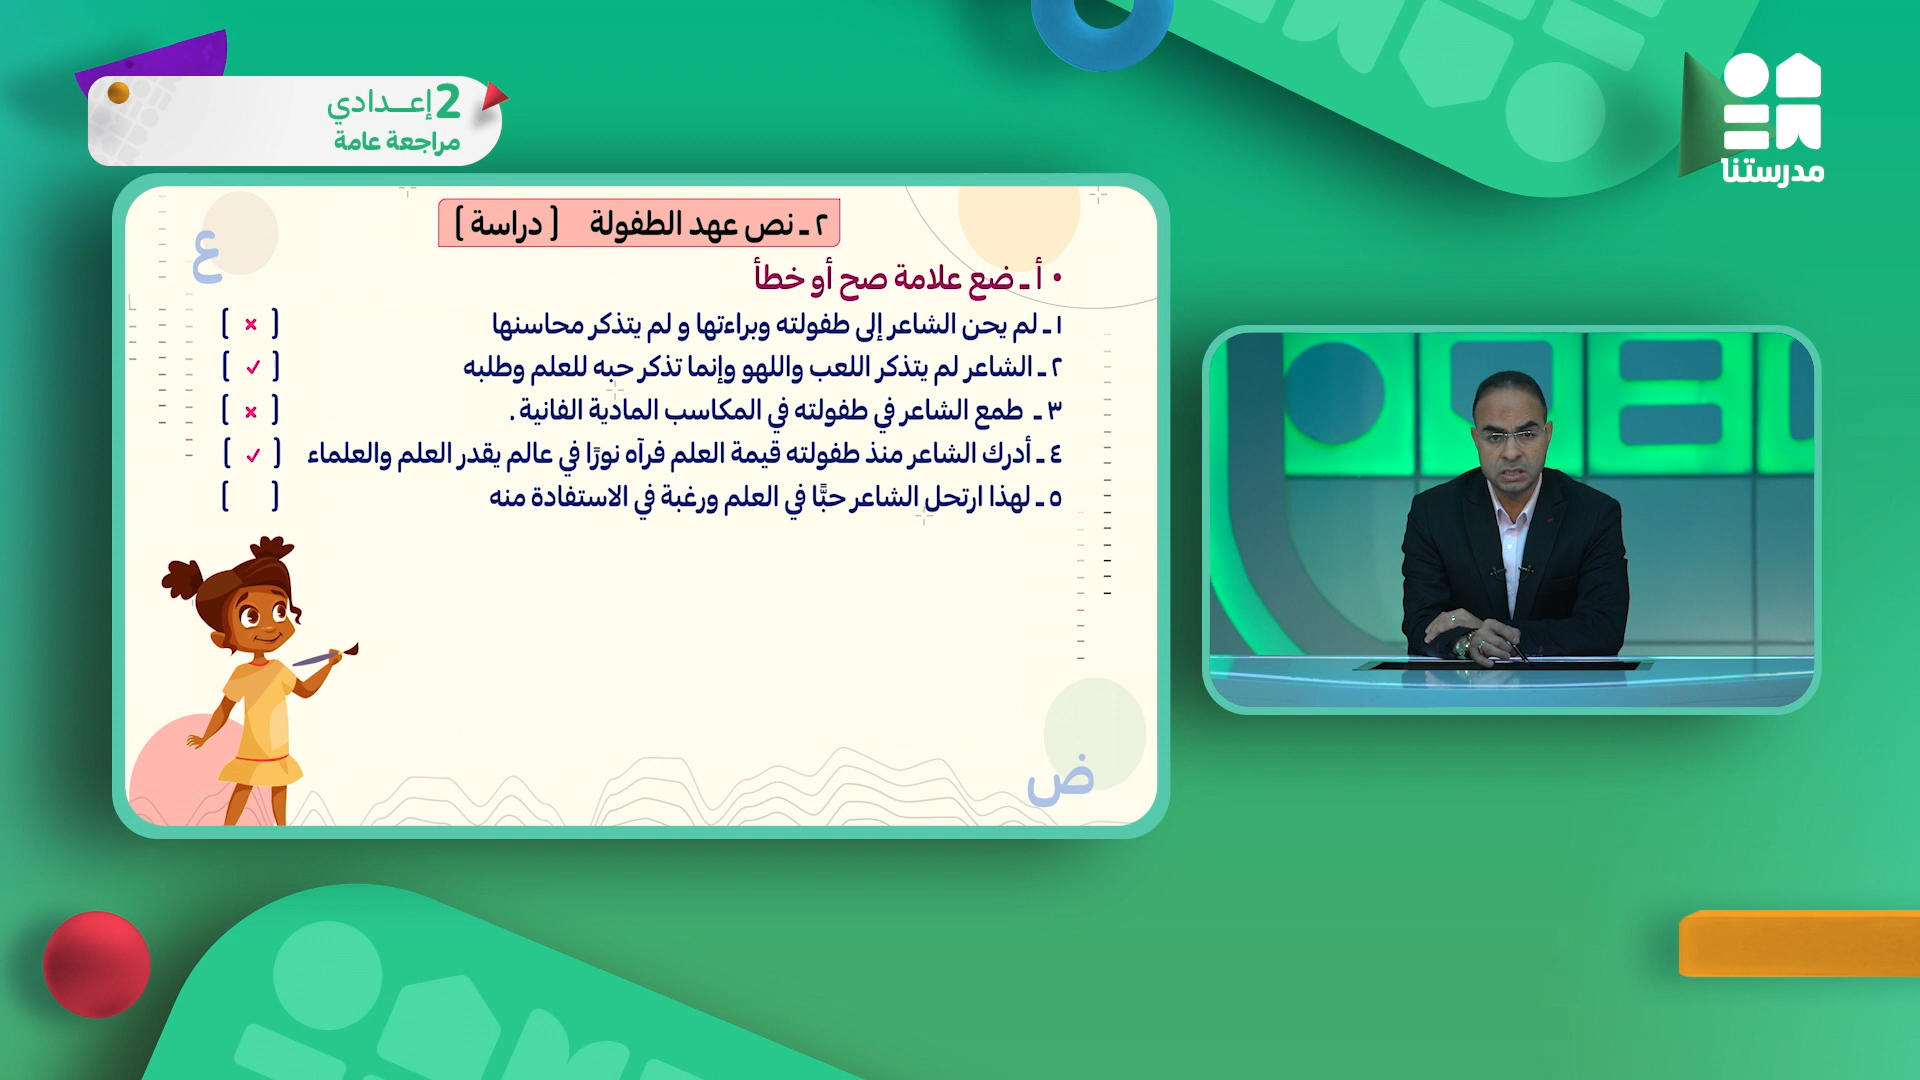 2 إعـــدادي
مراجعة عامة
مدرستنا
٢ ـ نص عهد الطفولة [ دراسة ]
• أ ـ ضع علامة صح أو خطأ
١ ـ لم يحن الشاعر إلى طفولته وبراءتها و لم يتذكر محاسنها [ × ]
٢ ـ الشاعر لم يتذكر اللعب واللهو وإنما تذكر حبه للعلم وطلبه [ ✓ ]
٣ ـ طمع الشاعر في طفولته في المكاسب المادية الفانية . [ × ]
٤ ـ أدرك الشاعر منذ طفولته قيمة العلم فرآه نورًا في عالم يقدر العلم والعلماء [ ✓ ]
٥ ـ لهذا ارتحل الشاعر حبًّا في العلم ورغبة في الاستفادة منه [ ]
ع
ض